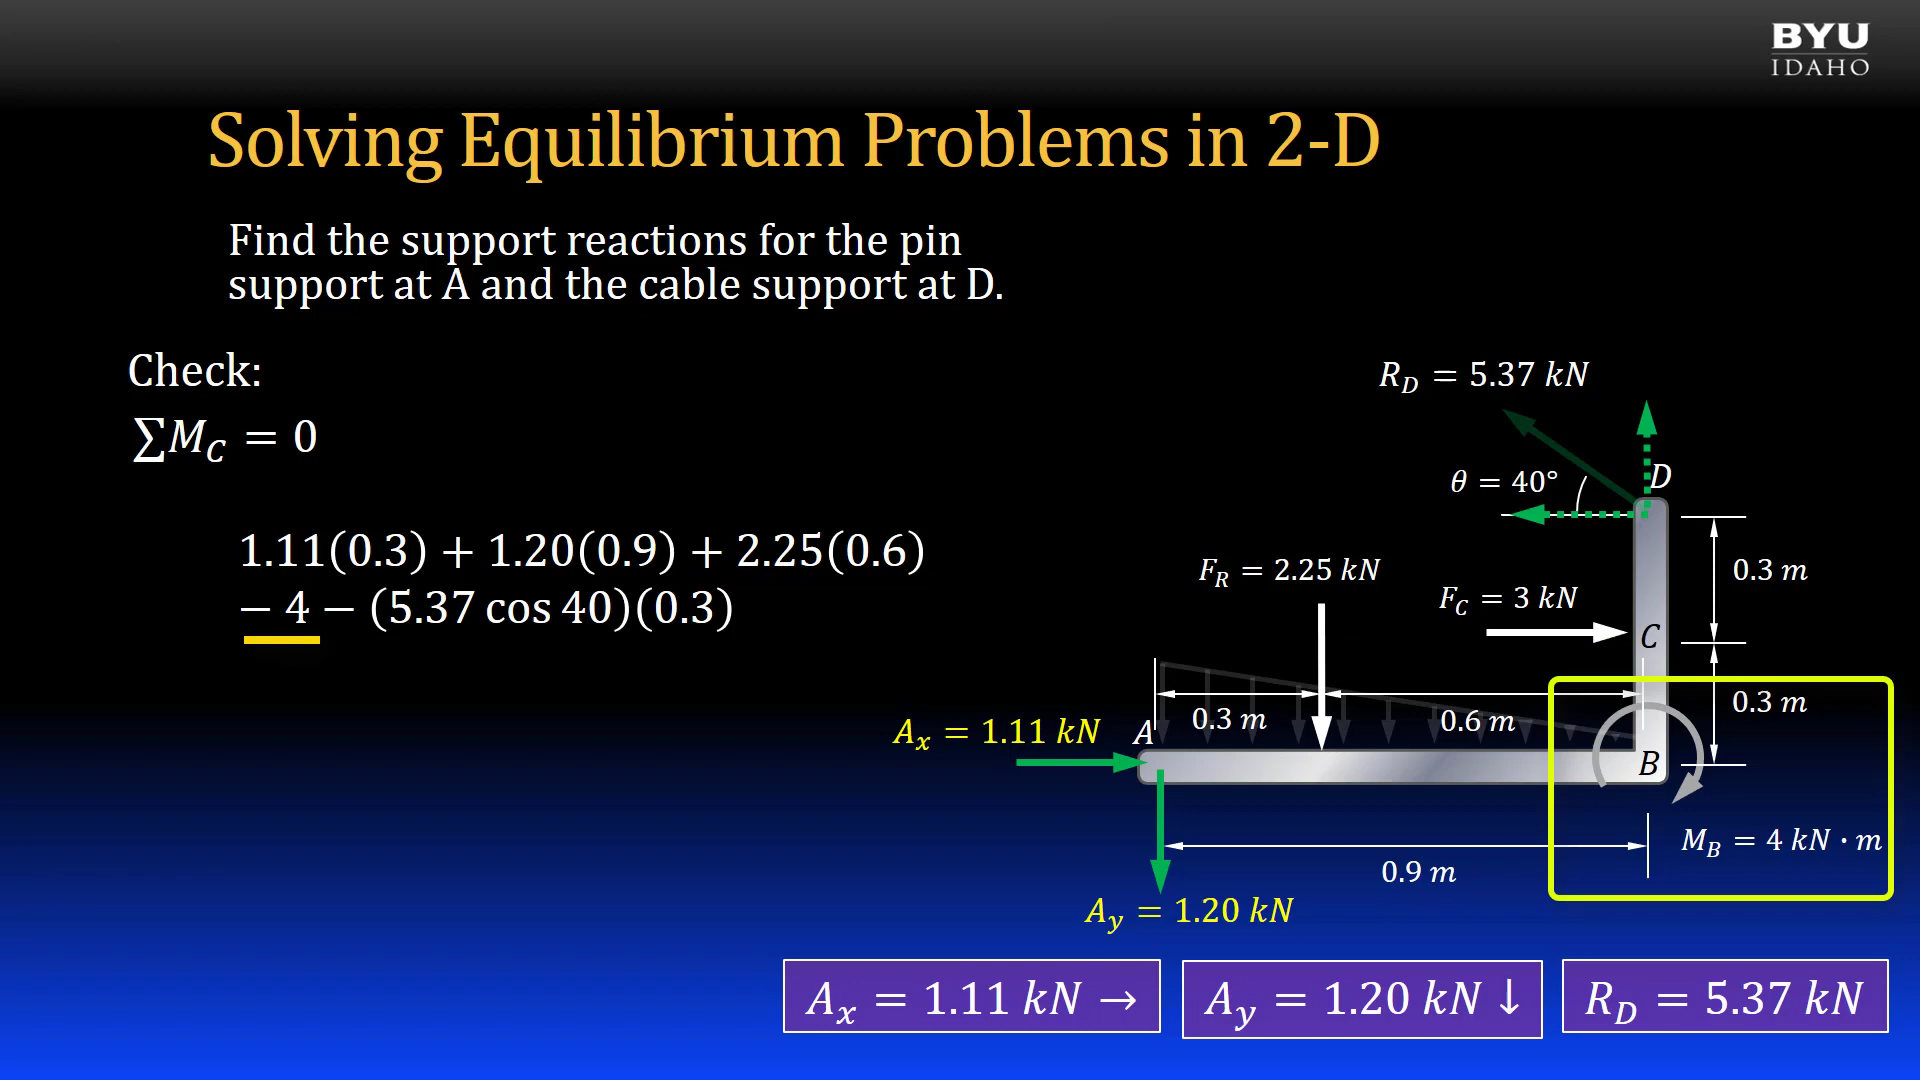 BYU
IDAHO
Solving Equilibrium Problems in 2-D
Find the support reactions for the pin
support at A and the cable support at D.
Check:
∑M_C = 0
1.11(0.3) + 1.20(0.9) + 2.25(0.6)
− 4 − (5.37 cos 40)(0.3)
R_D = 5.37 kN
D
θ = 40°
F_R = 2.25 kN
0.3 m
F_C = 3 kN
C
0.3 m
A_x = 1.11 kN
A
0.3 m
0.6 m
B
M_B = 4 kN · m
0.9 m
A_y = 1.20 kN
A_x = 1.11 kN →
A_y = 1.20 kN ↓
R_D = 5.37 kN